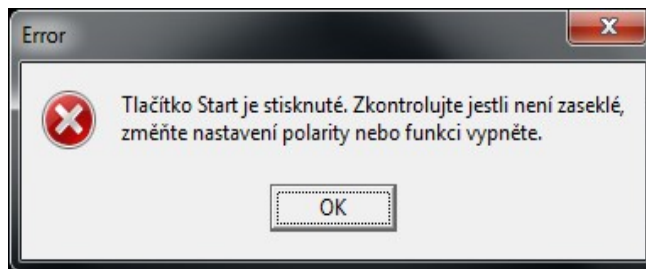 Error
Tlačítko Start je stisknuté. Zkontrolujte jestli není zaseklé,
změňte nastavení polarity nebo funkci vypněte.
OK